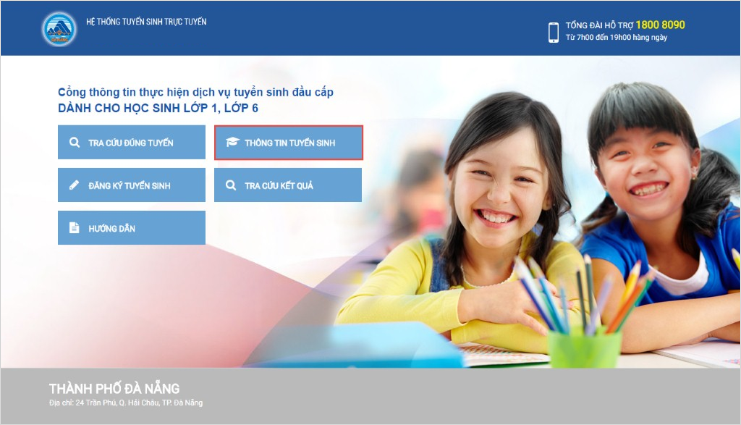 HỆ THỐNG TUYỂN SINH TRỰC TUYẾN
TỔNG ĐÀI HỖ TRỢ 1800 8090
Từ 7h00 đến 19h00 hàng ngày
Cổng thông tin thực hiện dịch vụ tuyển sinh đầu cấp
DÀNH CHO HỌC SINH LỚP 1, LỚP 6
TRA CỨU ĐÚNG TUYẾN
THÔNG TIN TUYỂN SINH
ĐĂNG KÝ TUYỂN SINH
TRA CỨU KẾT QUẢ
HƯỚNG DẪN
THÀNH PHỐ ĐÀ NẴNG
Địa chỉ: 24 Trần Phú, Q. Hải Châu, TP. Đà Nẵng